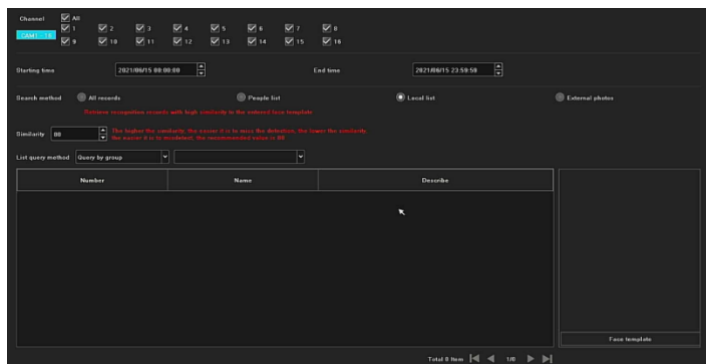 Channel All
CAM1 - 16 1 2 3 4 5 6 7 8
9 10 11 12 13 14 15 16
Starting time 2021/06/15 00:00:00 End time 2021/06/15 23:59:59
Search method All records People list Local list External photos
Retrieve recognition records with high similarity to the entered face template
Similarity 80 The higher the similarity, the easier it is to miss the detection, the lower the similarity
the easier it is to misdetect, the recommended value is 80
List query method Query by group
Number Name Describe
Face template
Total 0 Item 1/0